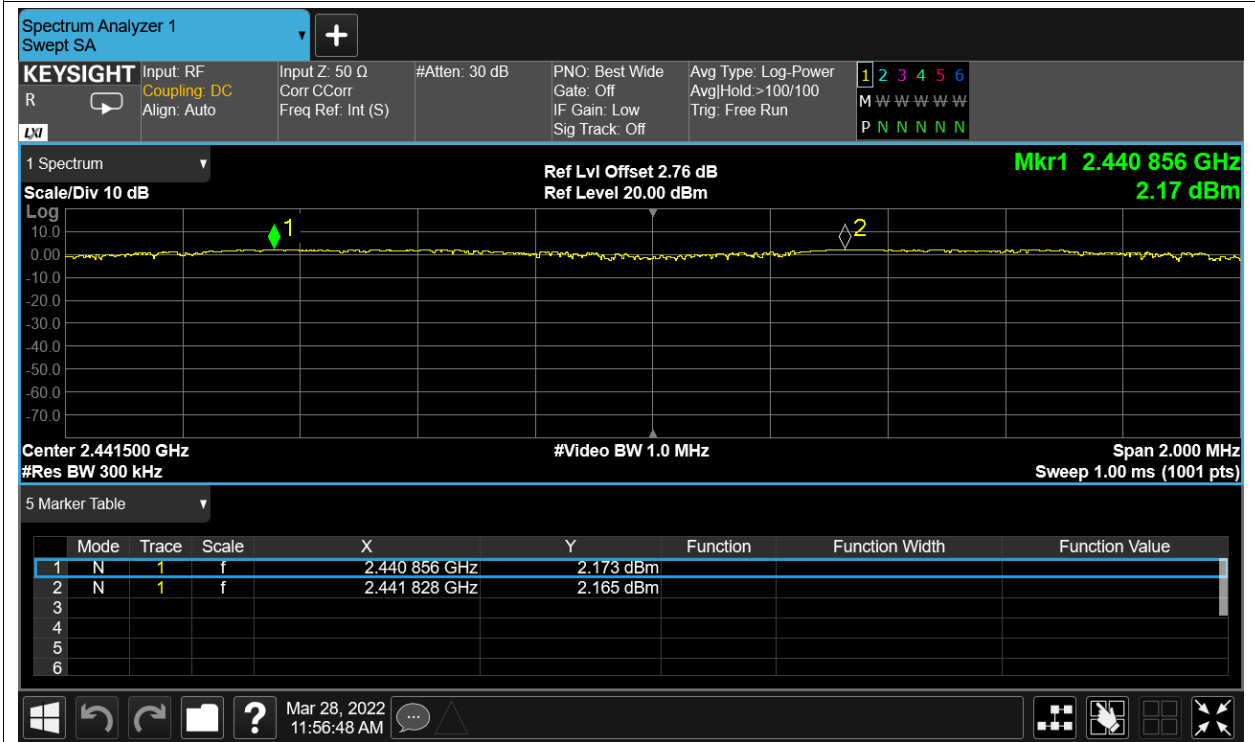 Spectrum Analyzer 1
Swept SA
+
KEYSIGHT Input: RF Input Z: 50 Ω #Atten: 30 dB PNO: Best Wide Avg Type: Log-Power 1 2 3 4 5 6
R Coupling: DC Corr CCorr Gate: Off Avg|Hold:>100/100 M W W W W W
Align: Auto Freq Ref: Int (S) IF Gain: Low Trig: Free Run
LXI Sig Track: Off P N N N N N
1 Spectrum Ref Lvl Offset 2.76 dB Mkr1 2.440 856 GHz
Scale/Div 10 dB Ref Level 20.00 dBm 2.17 dBm
Log
1 2
10.0
0.00
-10.0
-20.0
-30.0
-40.0
-50.0
-60.0
-70.0
Center 2.441500 GHz #Video BW 1.0 MHz Span 2.000 MHz
#Res BW 300 kHz Sweep 1.00 ms (1001 pts)
5 Marker Table
Mode Trace Scale X Y Function Function Width Function Value
1 N 1 f 2.440 856 GHz 2.173 dBm
2 N 1 f 2.441 828 GHz 2.165 dBm
3
4
5
6
? Mar 28, 2022
11:56:48 AM